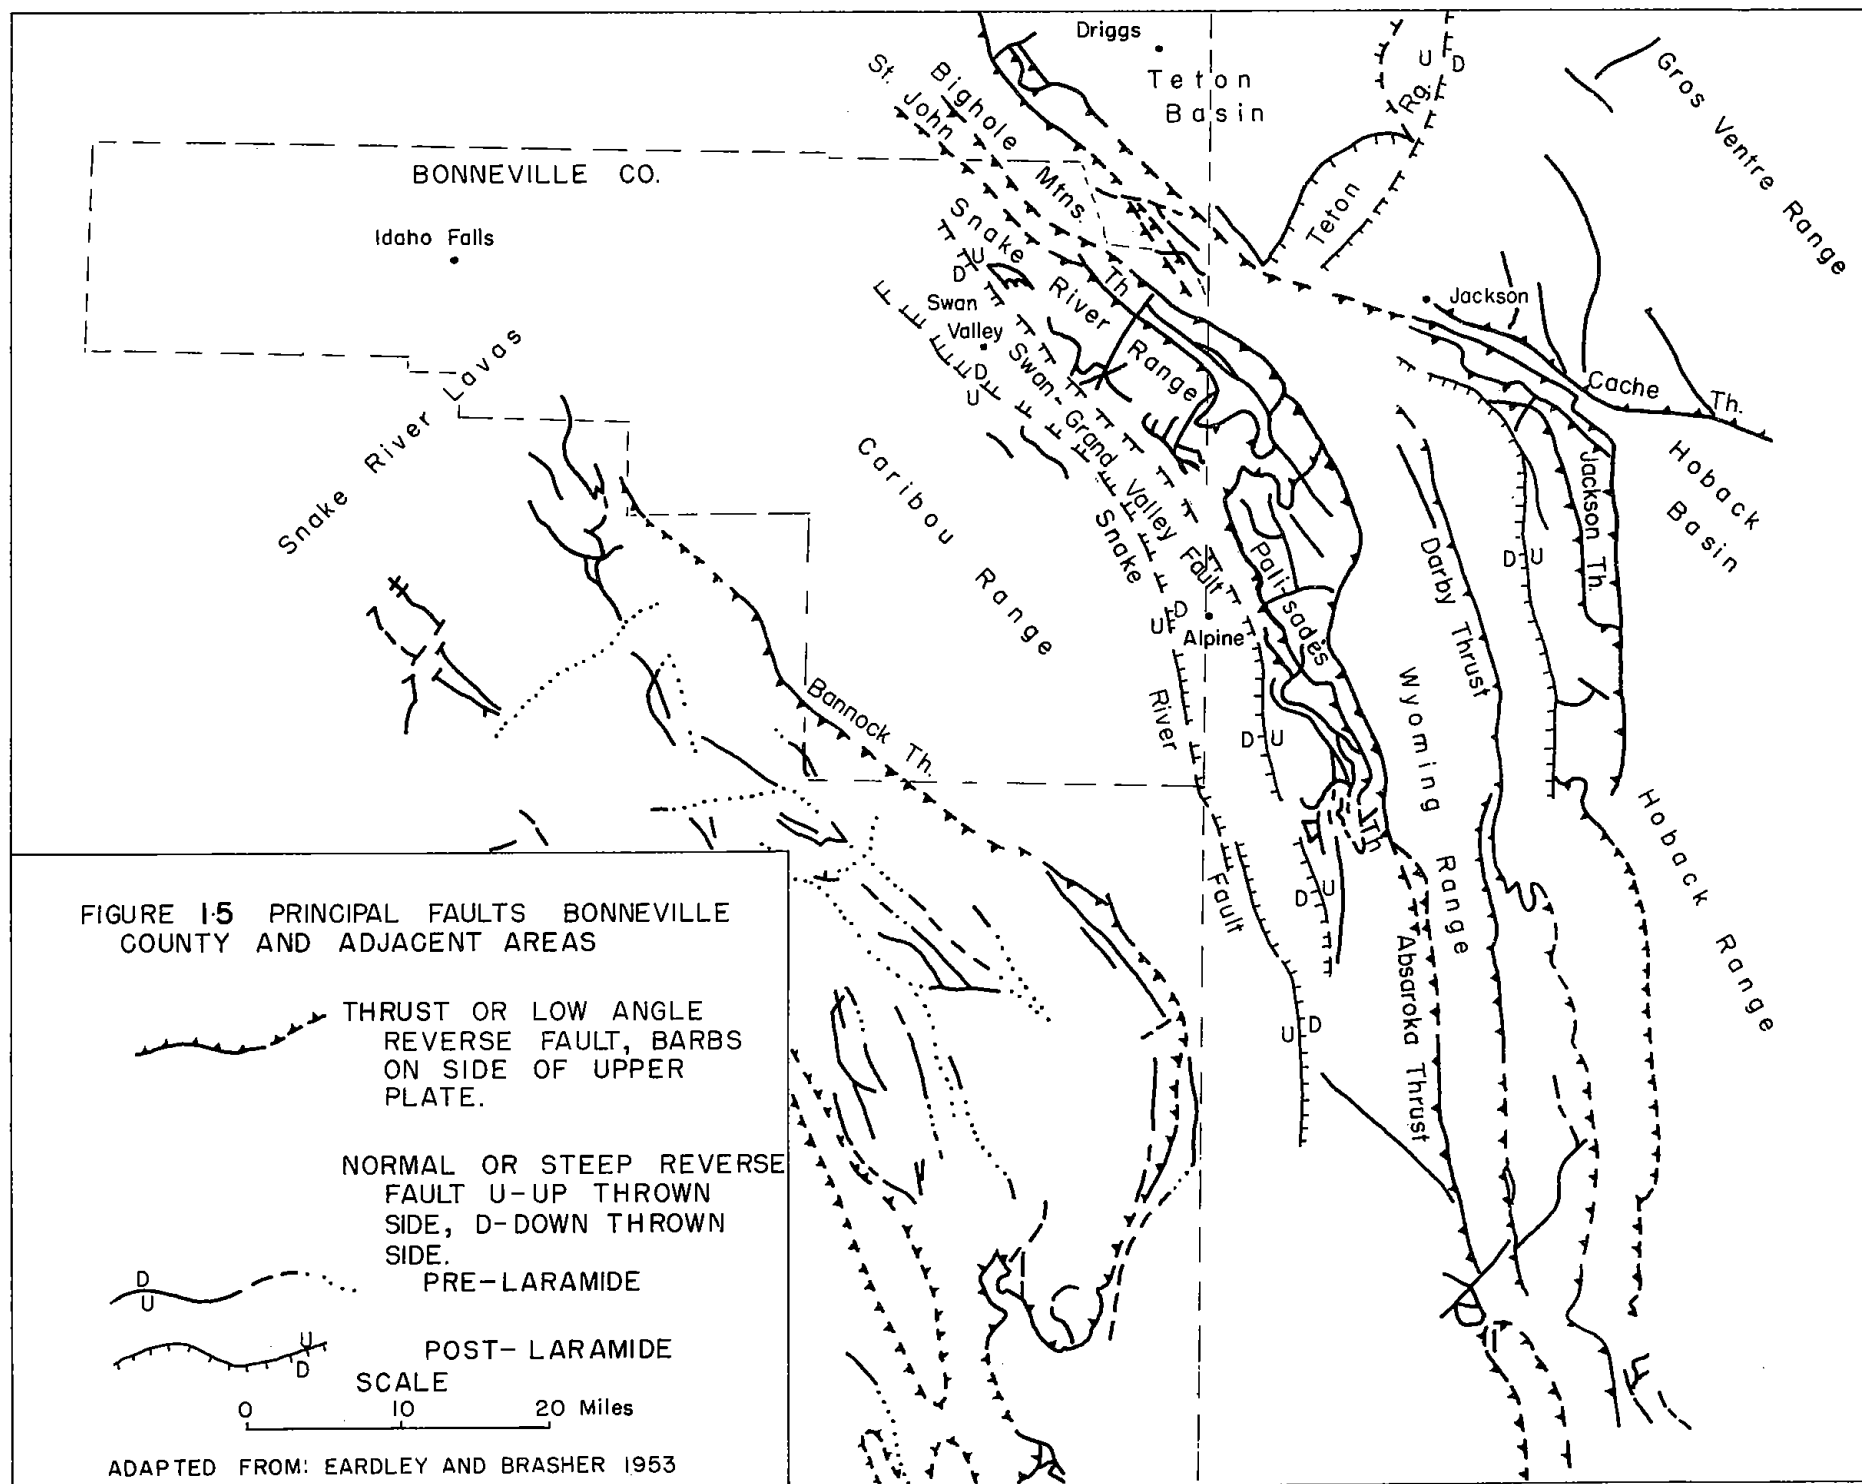 Driggs
Teton
Basin
U
D
Teton Ra.
Gros Ventre Range
St. John
Bighole Mtns.
BONNEVILLE CO.
Idaho Falls
Snake River Range
Th.
U
D
Swan
Valley
D
U
Swan-Grand Valley Fault
Jackson
Cache Th.
Hoback
Basin
Jackson Th.
Snake River Lavas
Caribou Range
Snake River Fault
D
U
Alpine
Palisades
Th
Darby Thrust
D U
Wyoming Range
Bannock Th.
D U
U
D
Hoback Range
D
U
Absaroka Thrust
FIGURE 1·5 PRINCIPAL FAULTS BONNEVILLE
COUNTY AND ADJACENT AREAS
THRUST OR LOW ANGLE
REVERSE FAULT, BARBS
ON SIDE OF UPPER
PLATE.
NORMAL OR STEEP REVERSE
FAULT U-UP THROWN
SIDE, D-DOWN THROWN
SIDE.
D
U
PRE-LARAMIDE
U
D
POST-LARAMIDE
SCALE
0 10 20 Miles
ADAPTED FROM: EARDLEY AND BRASHER 1953